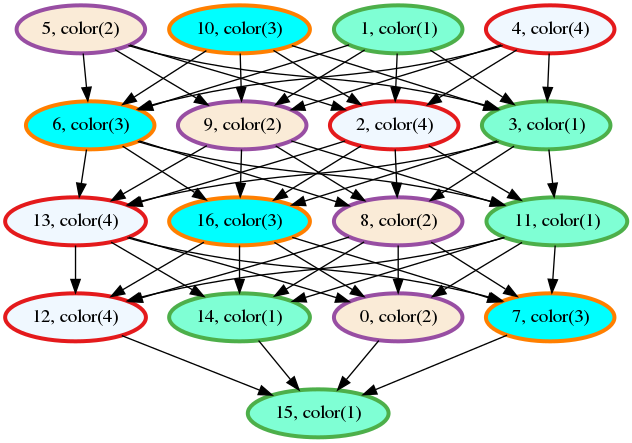 5, color(2)
10, color(3)
1, color(1)
4, color(4)
6, color(3)
9, color(2)
2, color(4)
3, color(1)
13, color(4)
16, color(3)
8, color(2)
11, color(1)
12, color(4)
14, color(1)
0, color(2)
7, color(3)
15, color(1)